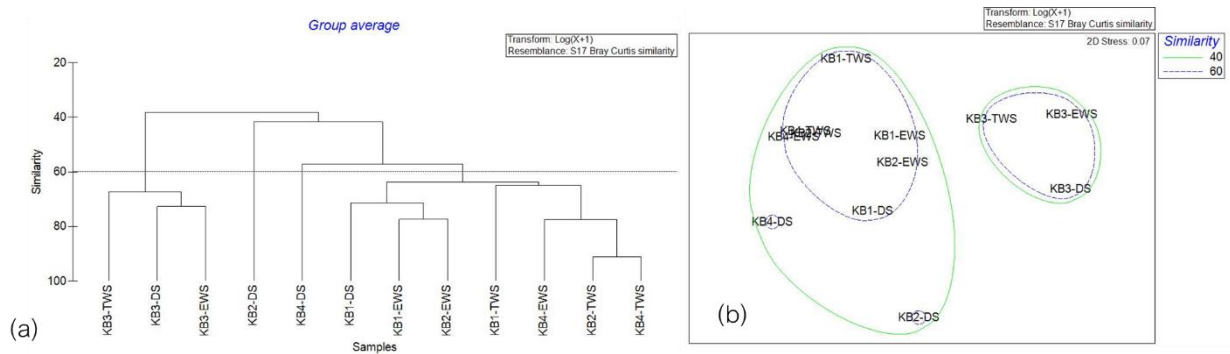 Group average
Transform: Log(X+1)
Resemblance: S17 Bray Curtis similarity
20
40
60
80
100
Similarity
KB3-TWS
KB3-DS
KB3-EWS
KB2-DS
KB4-DS
KB1-DS
KB1-EWS
KB2-EWS
KB1-TWS
KB4-EWS
KB2-TWS
KB4-TWS
Samples
(a)
Transform: Log(X+1)
Resemblance: S17 Bray Curtis similarity
2D Stress: 0.07
Similarity
40
60
KB1-TWS
KB3-TWS
KB3-EWS
KB1-EWS
KB2-EWS
KB3-DS
KB1-DS
KB4-DS
KB2-DS
(b)